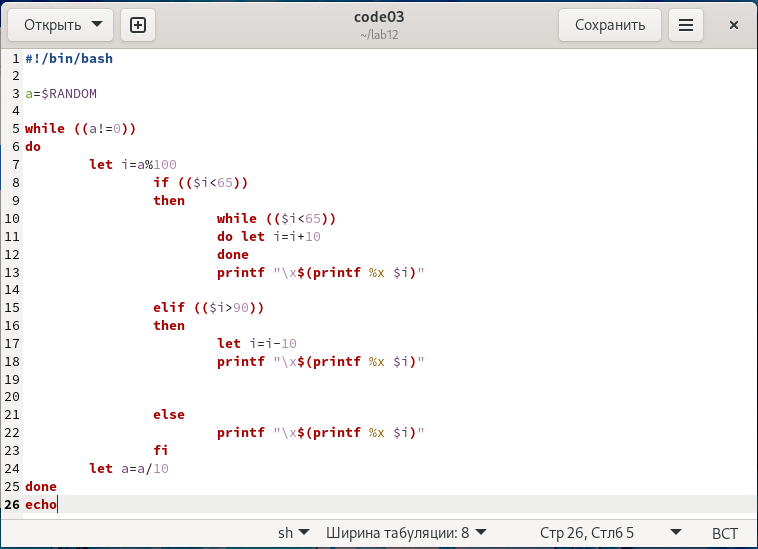 Открыть code03 Сохранить
~/lab12
1 #!/bin/bash
2
3 a=$RANDOM
4
5 while ((a!=0))
6 do
7         let i=a%100
8                 if (($i<65))
9                 then
10                         while (($i<65))
11                         do let i=i+10
12                         done
13                         printf "\x$(printf %x $i)"
14
15                 elif (($i>90))
16                 then
17                         let i=i-10
18                         printf "\x$(printf %x $i)"
19
20
21                 else
22                         printf "\x$(printf %x $i)"
23                 fi
24         let a=a/10
25 done
26 echo
sh Ширина табуляции: 8 Стр 26, Стлб 5 ВСТ